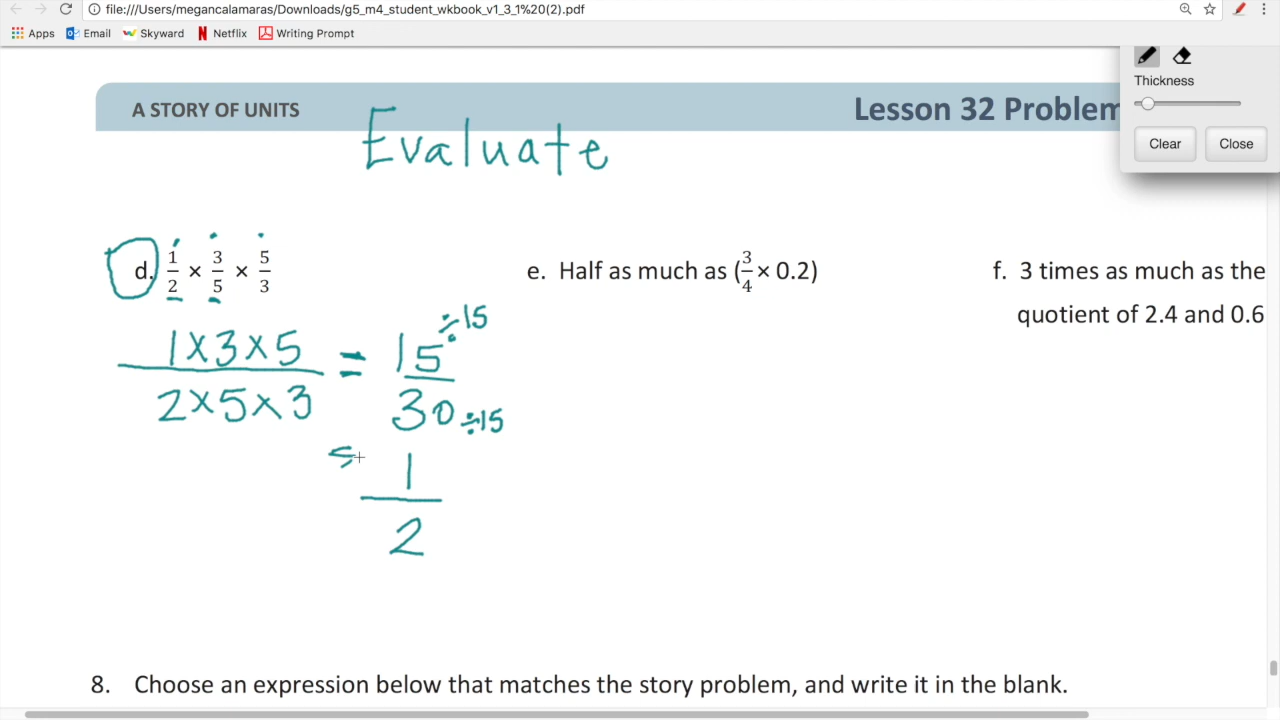 file:///Users/megancalamaras/Downloads/g5_m4_student_wkbook_v1_3_1%20(2).pdf
Apps Email Skyward Netflix Writing Prompt
Thickness
Clear Close
A STORY OF UNITS Evaluate Lesson 32 Problem
d. 1/2 × 3/5 × 5/3
1×3×5 / 2×5×3 = 15 ÷15 / 30 ÷15
1/2
e. Half as much as (3/4 × 0.2)
f. 3 times as much as the
quotient of 2.4 and 0.6
8. Choose an expression below that matches the story problem, and write it in the blank.